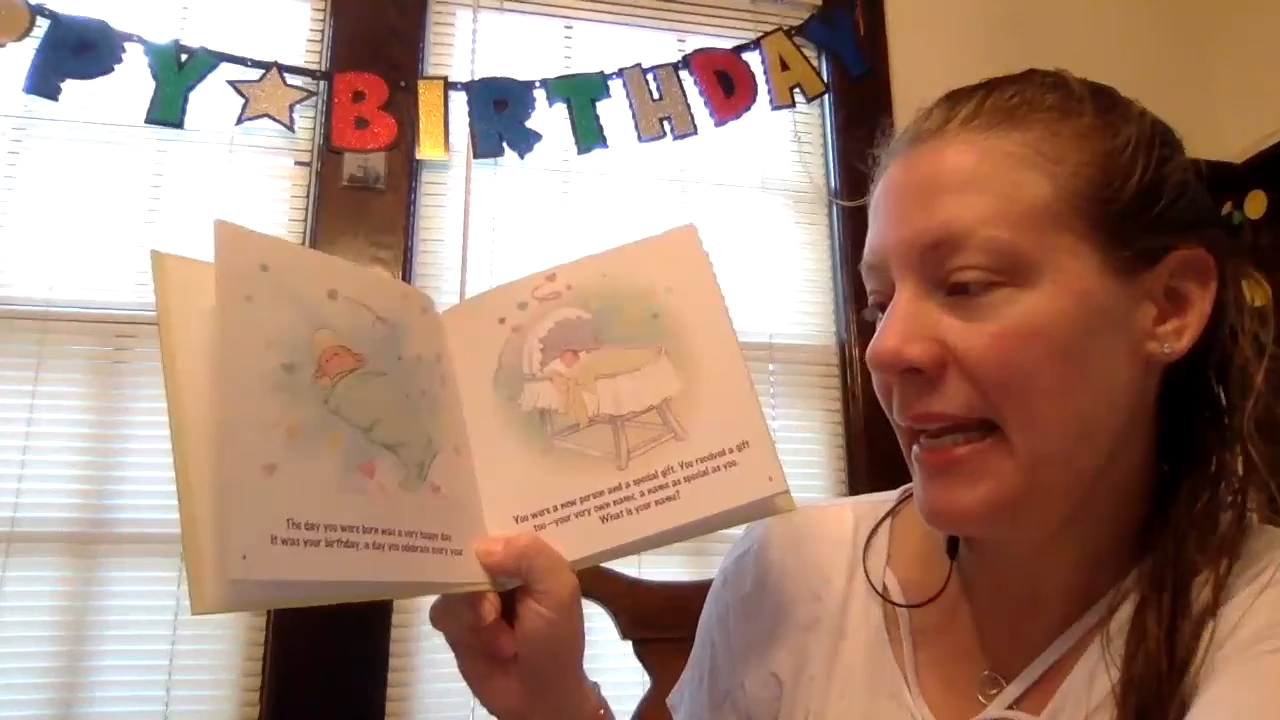 PY BIRTHDAY
The day you were born was a very happy day.
It was your birthday, a day you celebrate every year.
You were a new person and a special gift. You received a gift
too—your very own name, a name as special as you.
What is your name?